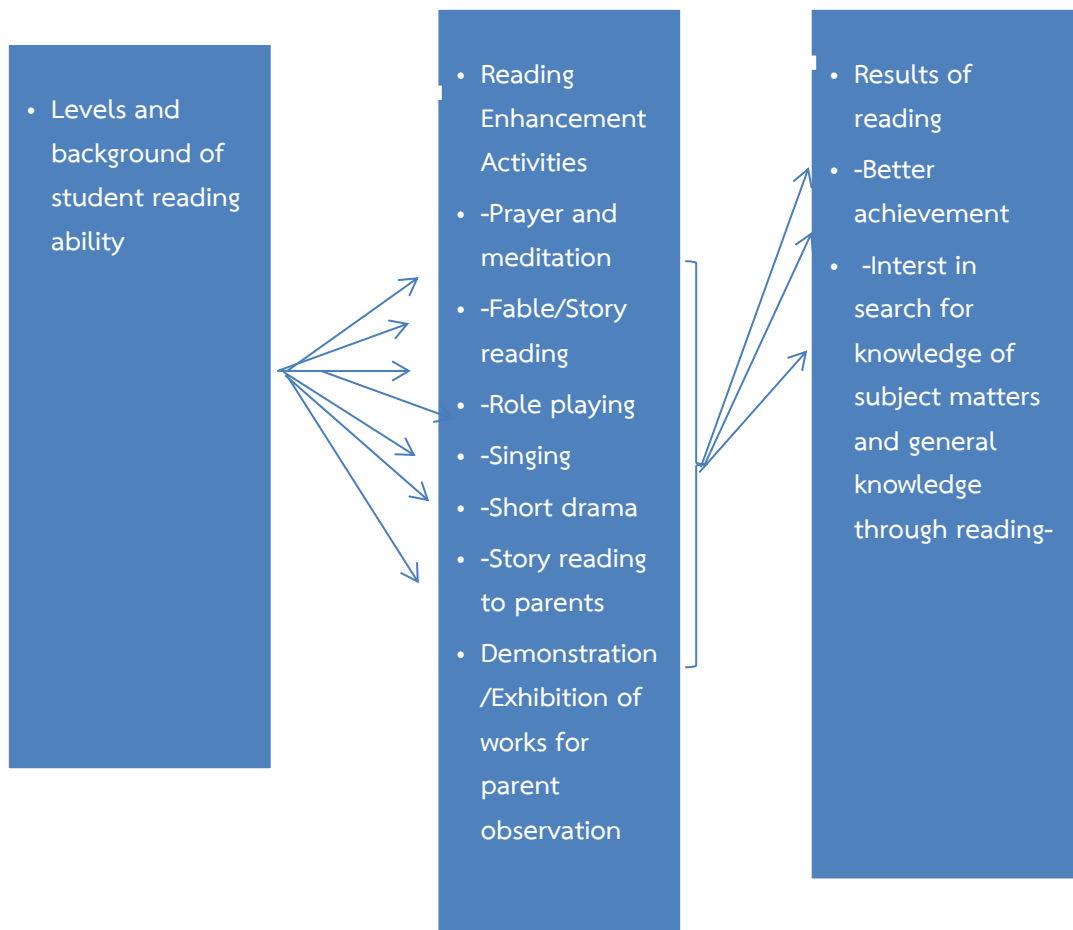 • Levels and
background of
student reading
ability
• Reading
Enhancement
Activities
• -Prayer and
meditation
• -Fable/Story
reading
• -Role playing
• -Singing
• -Short drama
• -Story reading
to parents
• Demonstration
/Exhibition of
works for
parent
observation
• Results of
reading
• -Better
achievement
• -Interst in
search for
knowledge of
subject matters
and general
knowledge
through reading-